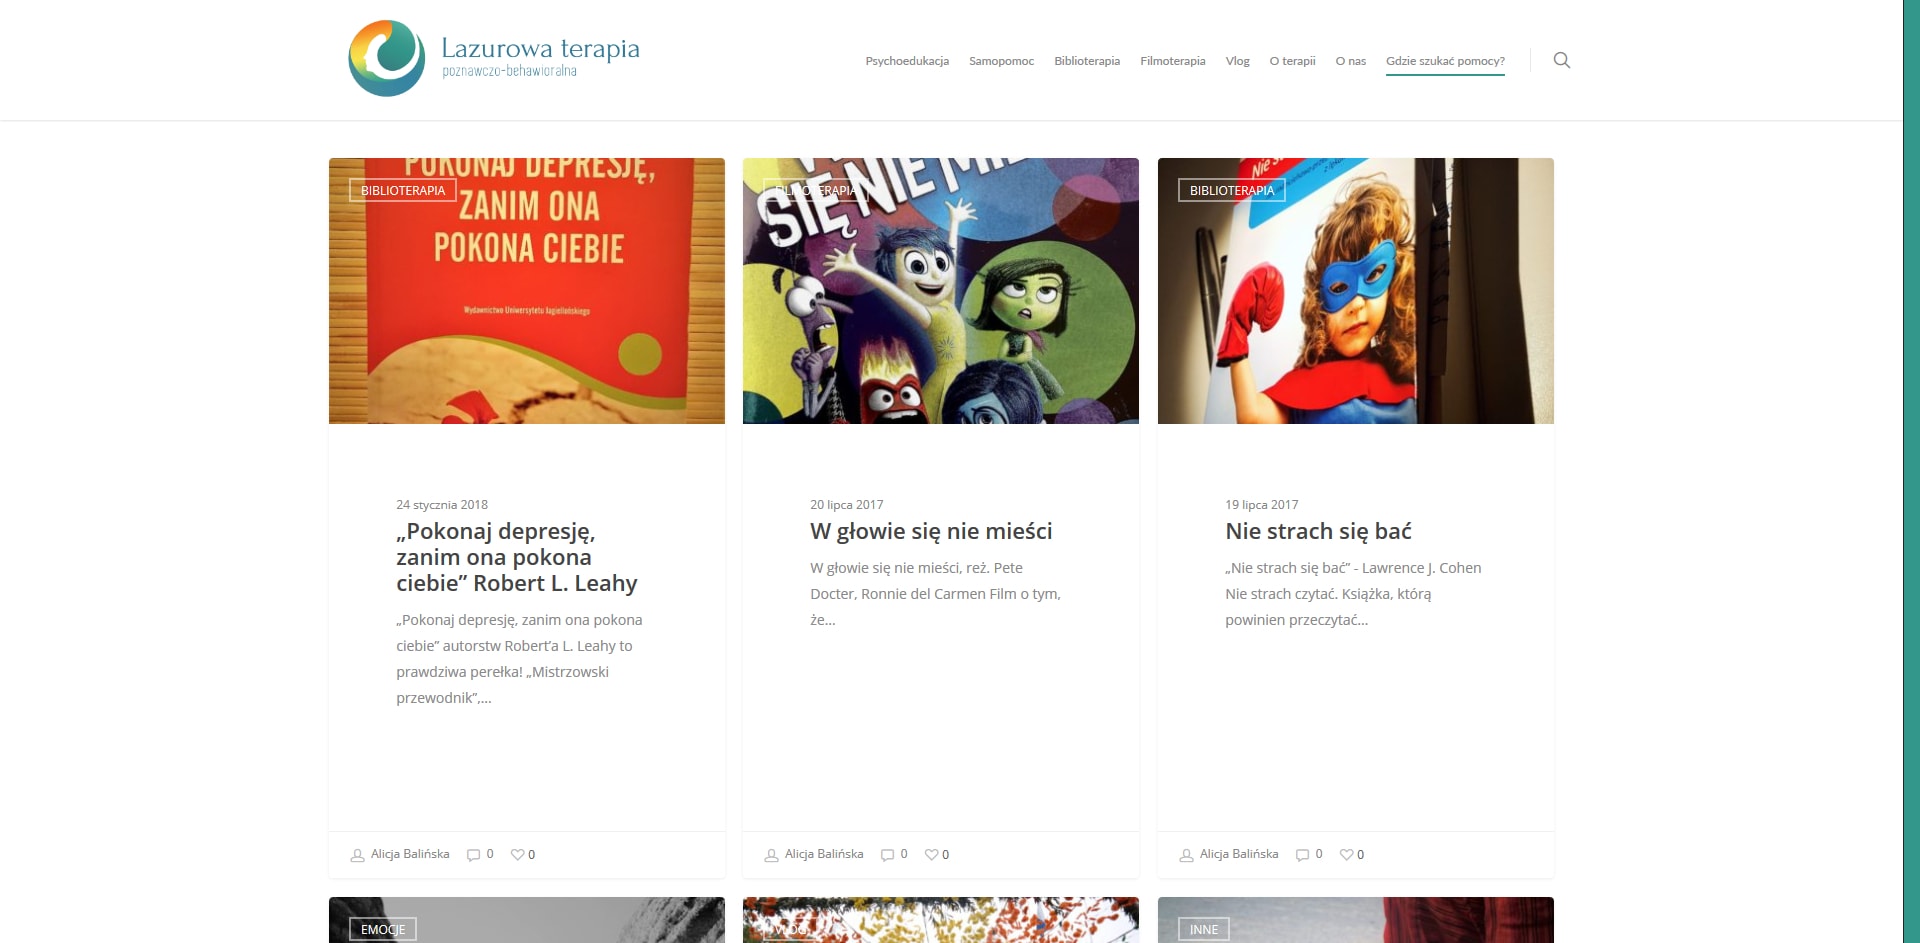 Lazurowa terapia
poznawczo-behawioralna
Psychoedukacja Samopomoc Biblioterapia Filmoterapia Vlog O terapii O nas Gdzie szukać pomocy?
POKONAJ DEPRESJĘ,
BIBLIOTERAPIA
ZANIM ONA
POKONA CIEBIE
Wydawnictwo Uniwersytetu Jagiellońskiego
FILMOTERAPIA
SIĘ NIE
BIBLIOTERAPIA
Nie
24 stycznia 2018
„Pokonaj depresję,
zanim ona pokona
ciebie” Robert L. Leahy
„Pokonaj depresję, zanim ona pokona
ciebie” autorstw Robert’a L. Leahy to
prawdziwa perełka! „Mistrzowski
przewodnik”,...
Alicja Balińska 0 0
20 lipca 2017
W głowie się nie mieści
W głowie się nie mieści, reż. Pete
Docter, Ronnie del Carmen Film o tym,
że...
Alicja Balińska 0 0
19 lipca 2017
Nie strach się bać
„Nie strach się bać” - Lawrence J. Cohen
Nie strach czytać. Książka, którą
powinien przeczytać...
Alicja Balińska 0 0
EMOCJE
VLOG
INNE